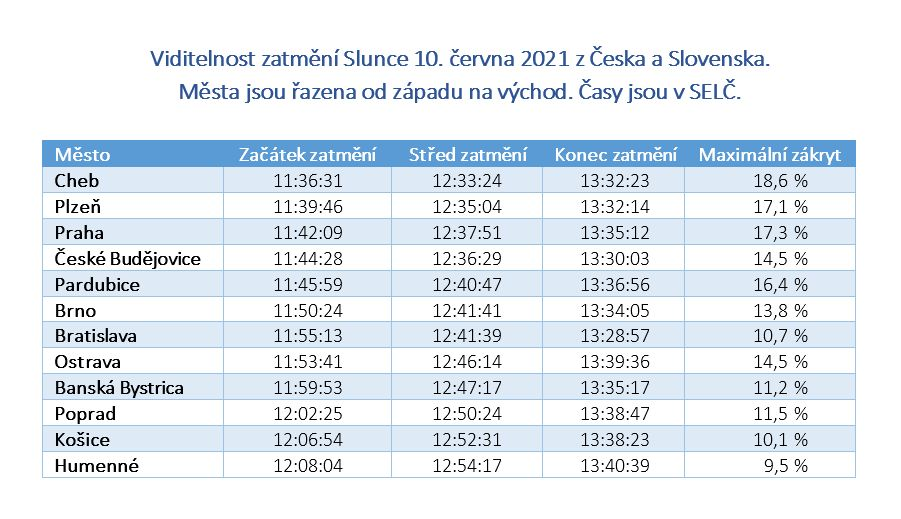 Viditelnost zatmění Slunce 10. června 2021 z Česka a Slovenska.
Města jsou řazena od západu na východ. Časy jsou v SELČ.
Město Začátek zatmění Střed zatmění Konec zatmění Maximální zákryt
Cheb 11:36:31 12:33:24 13:32:23 18,6 %
Plzeň 11:39:46 12:35:04 13:32:14 17,1 %
Praha 11:42:09 12:37:51 13:35:12 17,3 %
České Budějovice 11:44:28 12:36:29 13:30:03 14,5 %
Pardubice 11:45:59 12:40:47 13:36:56 16,4 %
Brno 11:50:24 12:41:41 13:34:05 13,8 %
Bratislava 11:55:13 12:41:39 13:28:57 10,7 %
Ostrava 11:53:41 12:46:14 13:39:36 14,5 %
Banská Bystrica 11:59:53 12:47:17 13:35:17 11,2 %
Poprad 12:02:25 12:50:24 13:38:47 11,5 %
Košice 12:06:54 12:52:31 13:38:23 10,1 %
Humenné 12:08:04 12:54:17 13:40:39 9,5 %